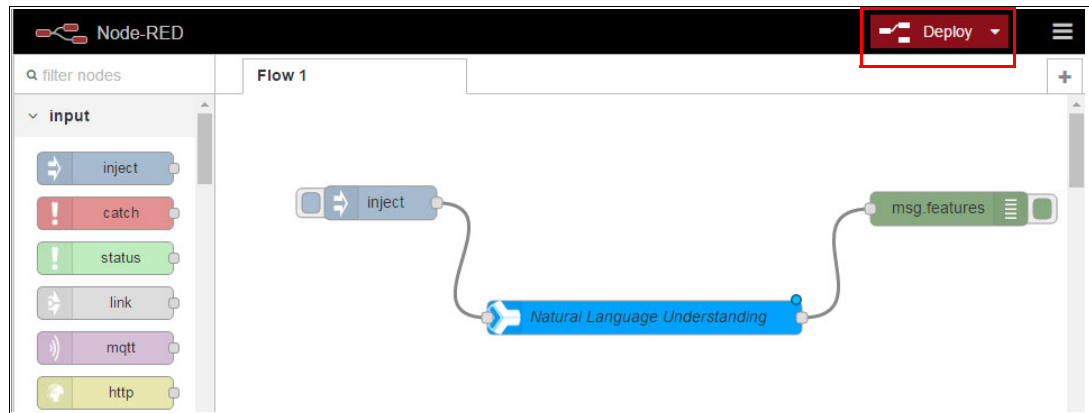 Node-RED
Deploy
filter nodes
Flow 1
+
input
inject
catch
status
link
mqtt
http
inject
msg.features
Natural Language Understanding